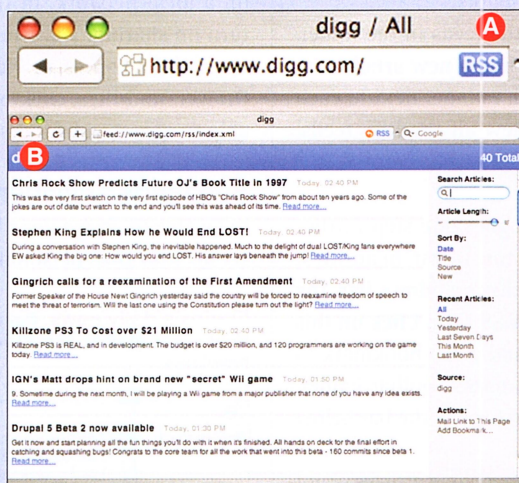 digg / All
A
http://www.digg.com/
RSS
digg
feed://www.digg.com/rss/index.xml
RSS
Q- Google
d
B
40 Total
Chris Rock Show Predicts Future OJ's Book Title in 1997 Today, 02:40 PM
This was the very first sketch on the very first episode of HBO's "Chris Rock Show" from about ten years ago. Some of the
jokes are out of date but watch to the end and you'll see this was ahead of its time. Read more...
Stephen King Explains How he Would End LOST! Today, 02:40 PM
During a conversation with Stephen King, the inevitable happened. Much to the delight of dual LOST/King fans everywhere
EW asked King the big one: How would you end LOST. His answer lays beneath the jump! Read more...
Gingrich calls for a reexamination of the First Amendment Today, 02:40 PM
Former Speaker of the House Newt Gingrich yesterday said the country will be forced to reexamine freedom of speech to
meet the threat of terrorism. Will the last one using the Constitution please turn out the light? Read more...
Killzone PS3 To Cost over $21 Million Today, 02:40 PM
Killzone PS3 is REAL, and in development. The budget is over $20 million, and 120 programmers are working on the game
today. Read more...
IGN's Matt drops hint on brand new "secret" Wii game Today, 01:50 PM
9. Sometime during the next month, I will be playing a Wii game from a major publisher that none of you have any idea exists.
Read more...
Drupal 5 Beta 2 now available Today, 01:30 PM
Get it now and start planning all the fun things you'll do with it when it's finished. All hands on deck for the final effort in
catching and squashing bugs! Congrats to the core team for all the work that went into this beta - 160 commits since beta 1.
Read more...
Search Articles:
Article Length:
Sort By:
Date
Title
Source
New
Recent Articles:
All
Today
Yesterday
Last Seven Days
This Month
Last Month
Source:
digg
Actions:
Mail Link to This Page
Add Bookmark...